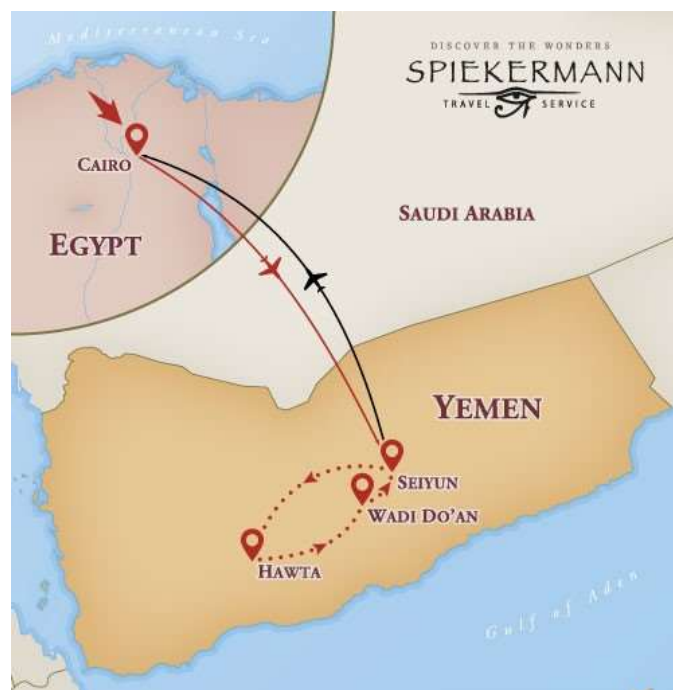 Mediterranean Sea
DISCOVER THE WONDERS
SPIEKERMANN
TRAVEL SERVICE
CAIRO
SAUDI ARABIA
EGYPT
YEMEN
SEIYUN
WADI DO'AN
HAWTA
Gulf of Aden